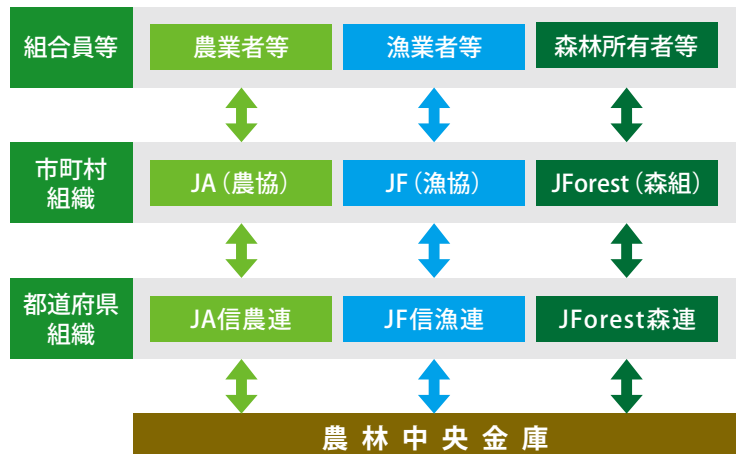 組合員等
農業者等
漁業者等
森林所有者等
市町村
組織
JA（農協）
JF（漁協）
JForest（森組）
都道府県
組織
JA信農連
JF信漁連
JForest森連
農林中央金庫